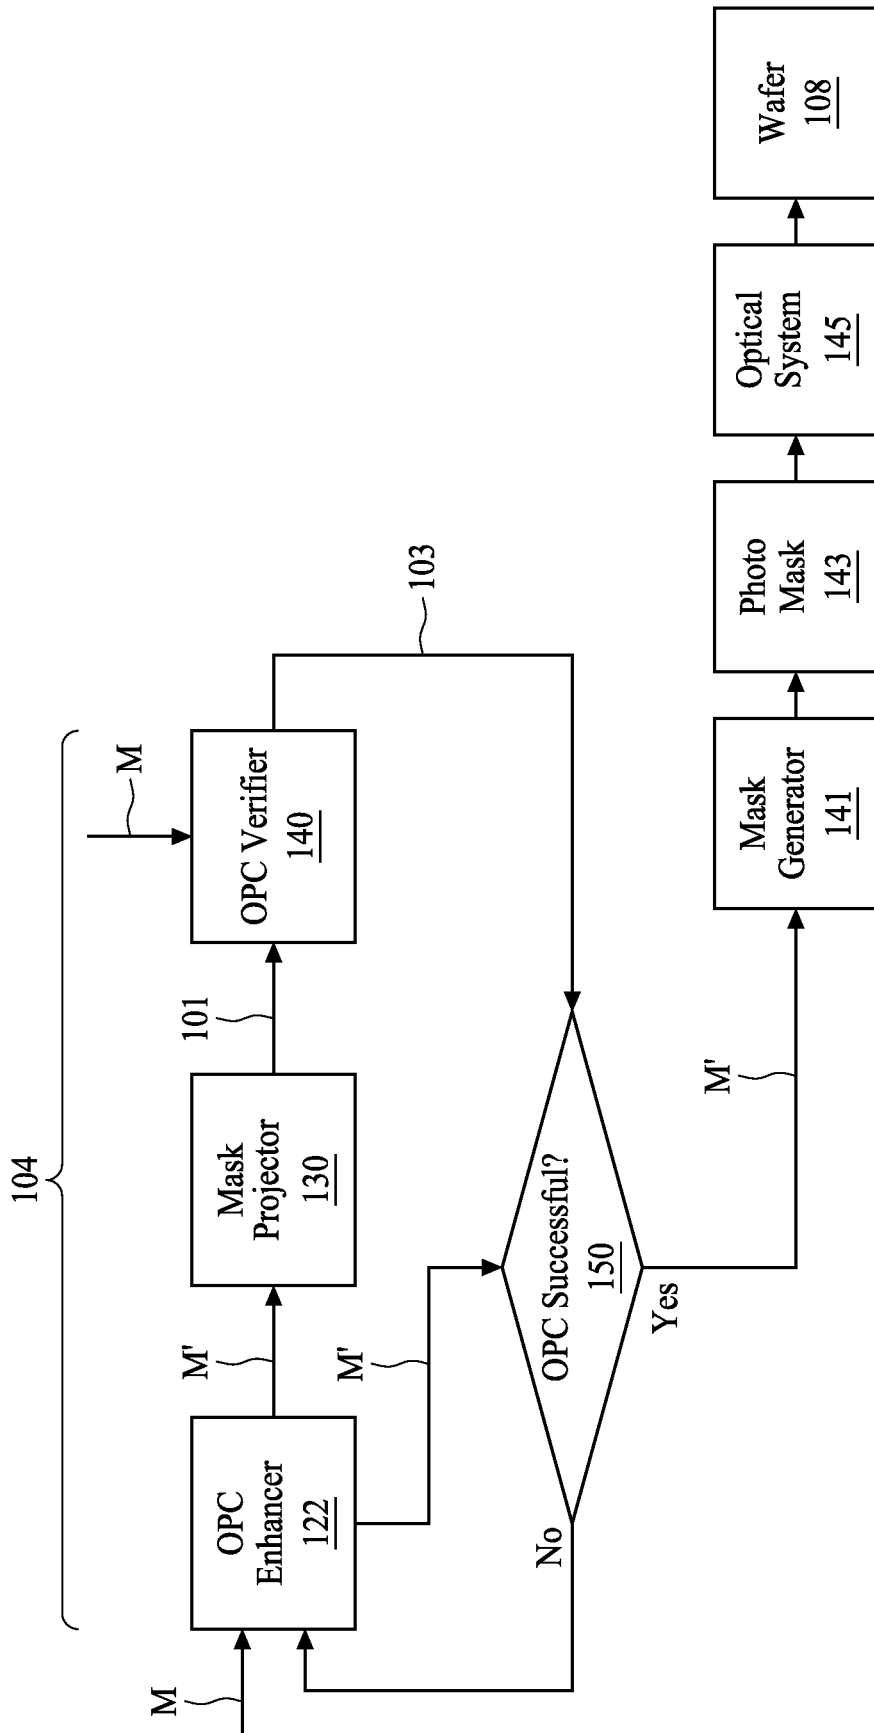 104
M
M
OPC
Enhancer
122
M'
Mask
Projector
130
101
OPC Verifier
140
103
M'
No
OPC Successful?
150
Yes
M'
Mask
Generator
141
Photo
Mask
143
Optical
System
145
Wafer
108